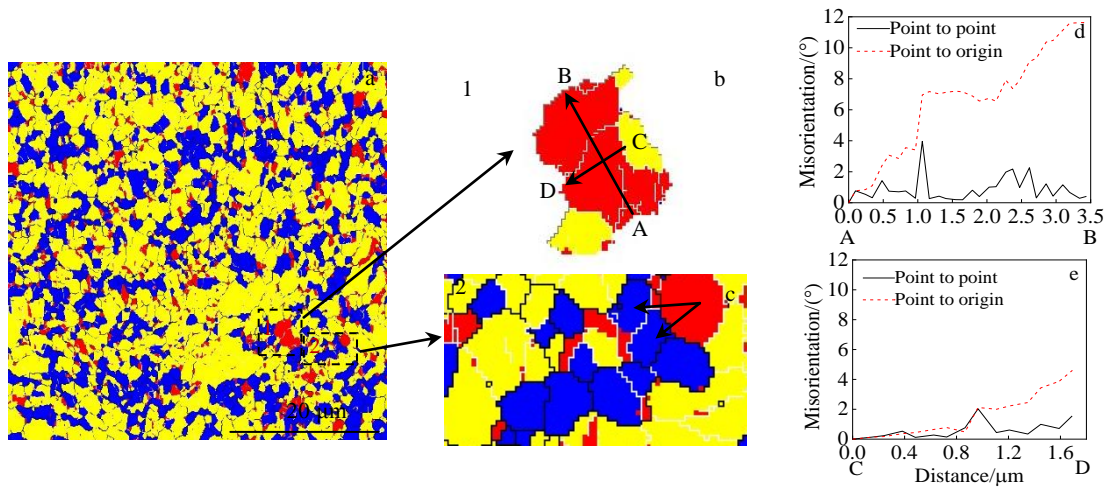 a
1
2
20 μm
b
B
C
D
A
2
c
d
Point to point
Point to origin
Misorientation/(°)
12
10
8
6
4
2
0
0.0 0.5 1.0 1.5 2.0 2.5 3.0 3.5
A B
e
Point to point
Point to origin
Misorientation/(°)
12
10
8
6
4
2
0
0.0 0.4 0.8 1.2 1.6
C D
Distance/μm